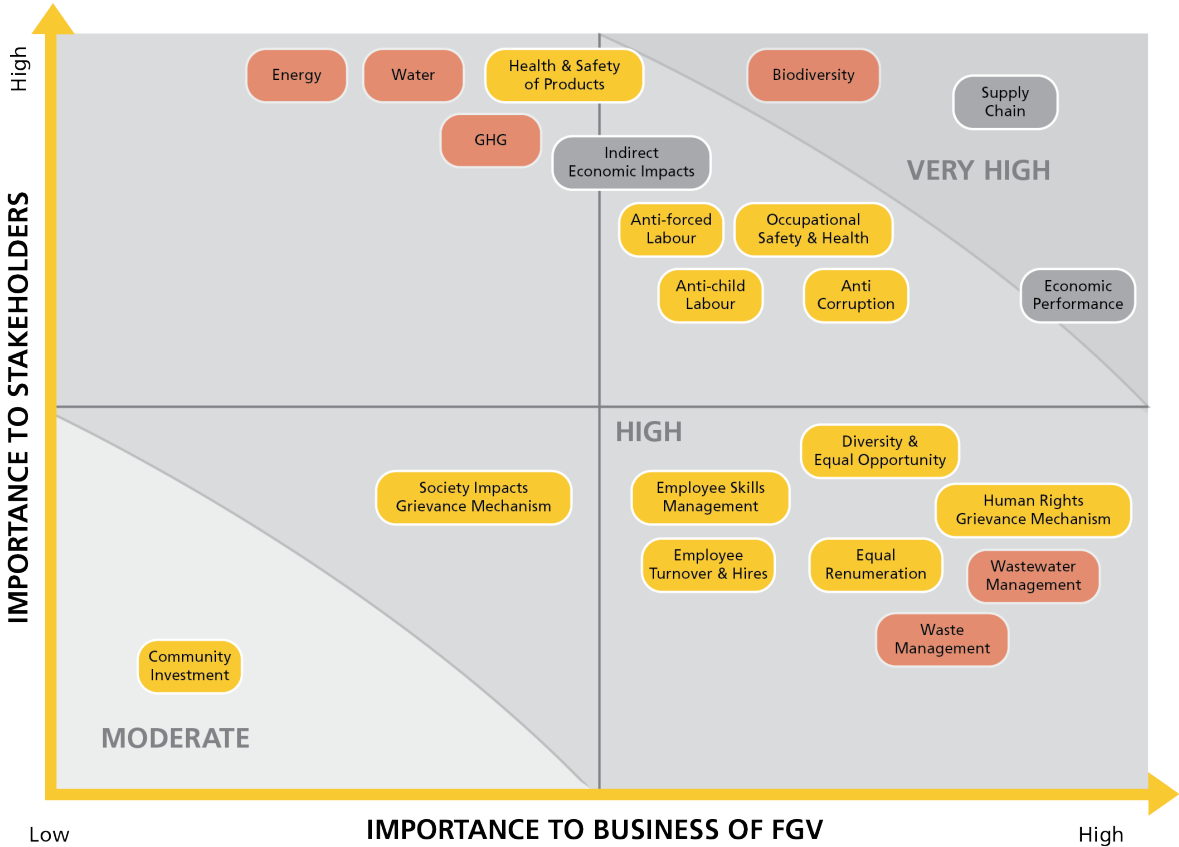 High
IMPORTANCE TO STAKEHOLDERS
Energy
Water
Health & Safety
of Products
Biodiversity
Supply
Chain
GHG
Indirect
Economic Impacts
VERY HIGH
Anti-forced
Labour
Occupational
Safety & Health
Anti-child
Labour
Anti
Corruption
Economic
Performance
HIGH
Diversity &
Equal Opportunity
Society Impacts
Grievance Mechanism
Employee Skills
Management
Human Rights
Grievance Mechanism
Employee
Turnover & Hires
Equal
Renumeration
Wastewater
Management
Waste
Management
Community
Investment
MODERATE
Low
IMPORTANCE TO BUSINESS OF FGV
High